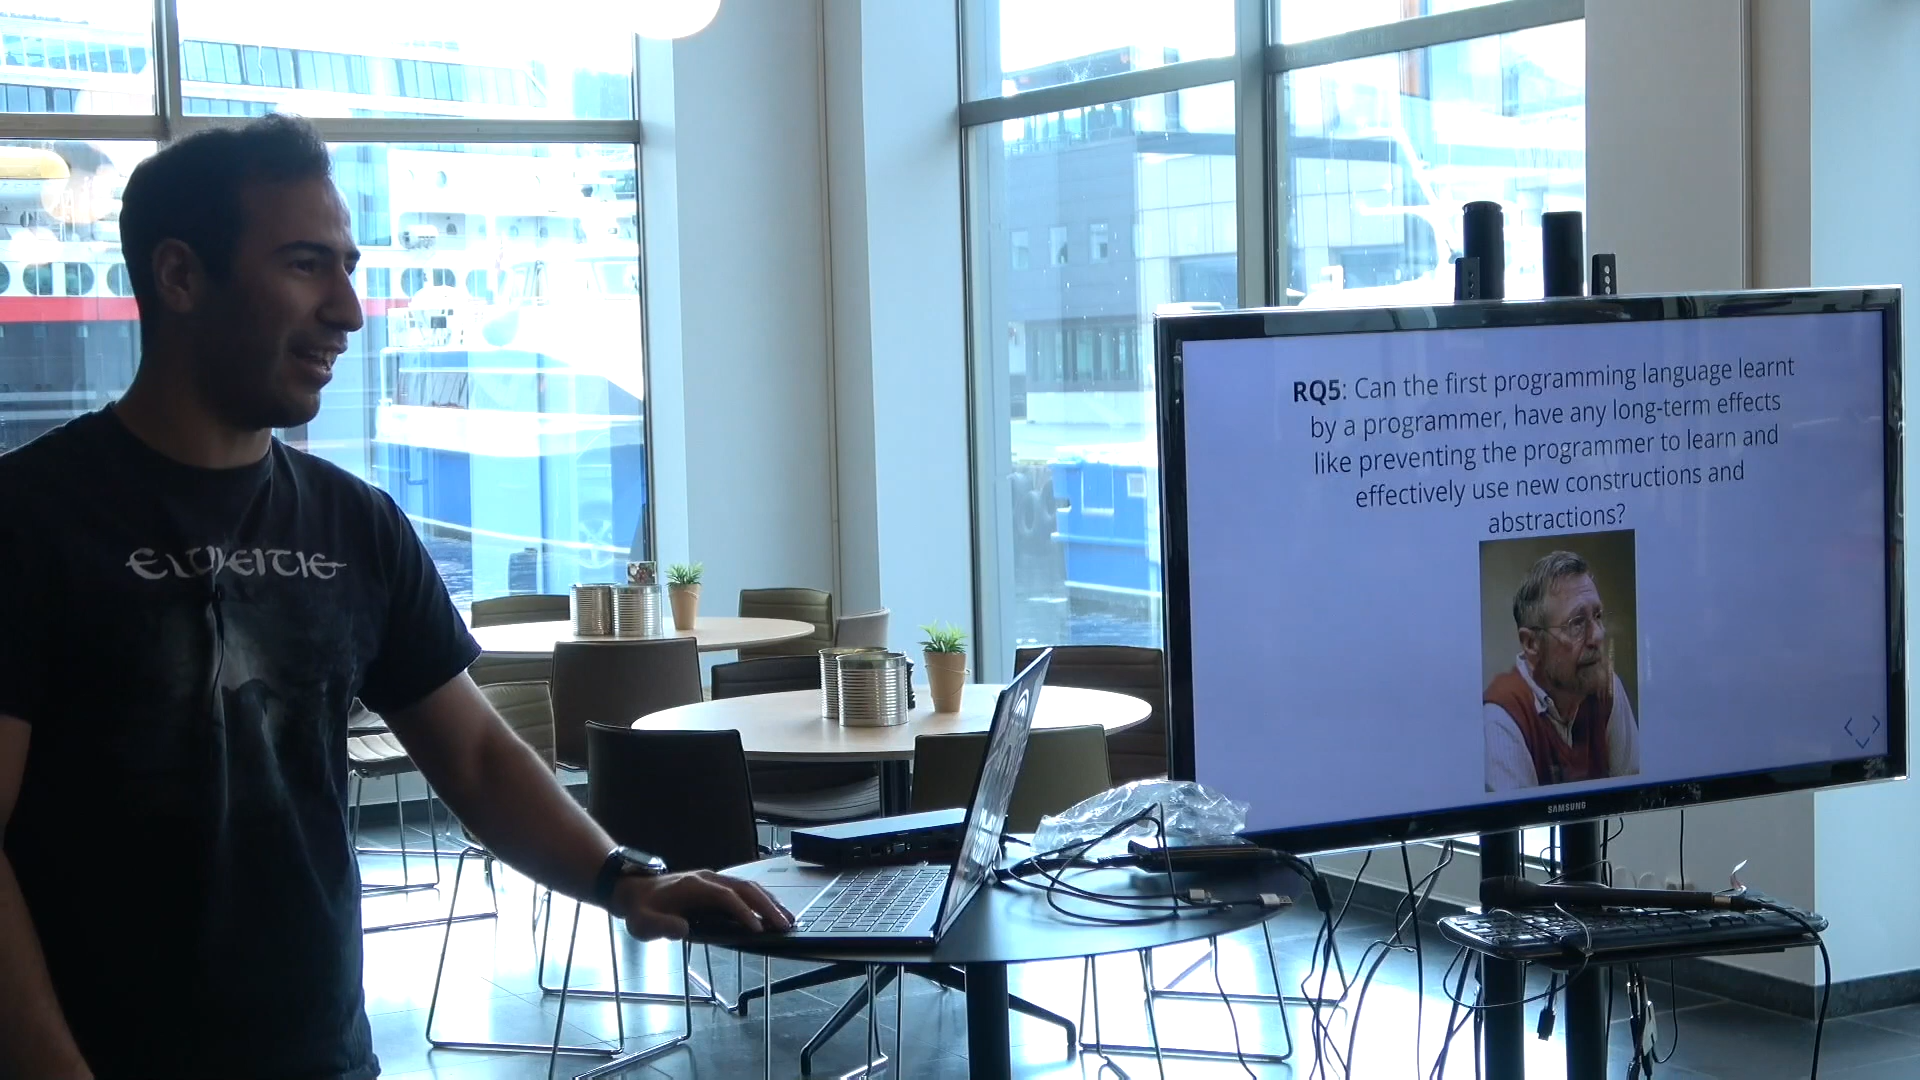 RQ5: Can the first programming language learnt
by a programmer, have any long-term effects
like preventing the programmer to learn and
effectively use new constructions and
abstractions?
ELUVEITIE
SAMSUNG